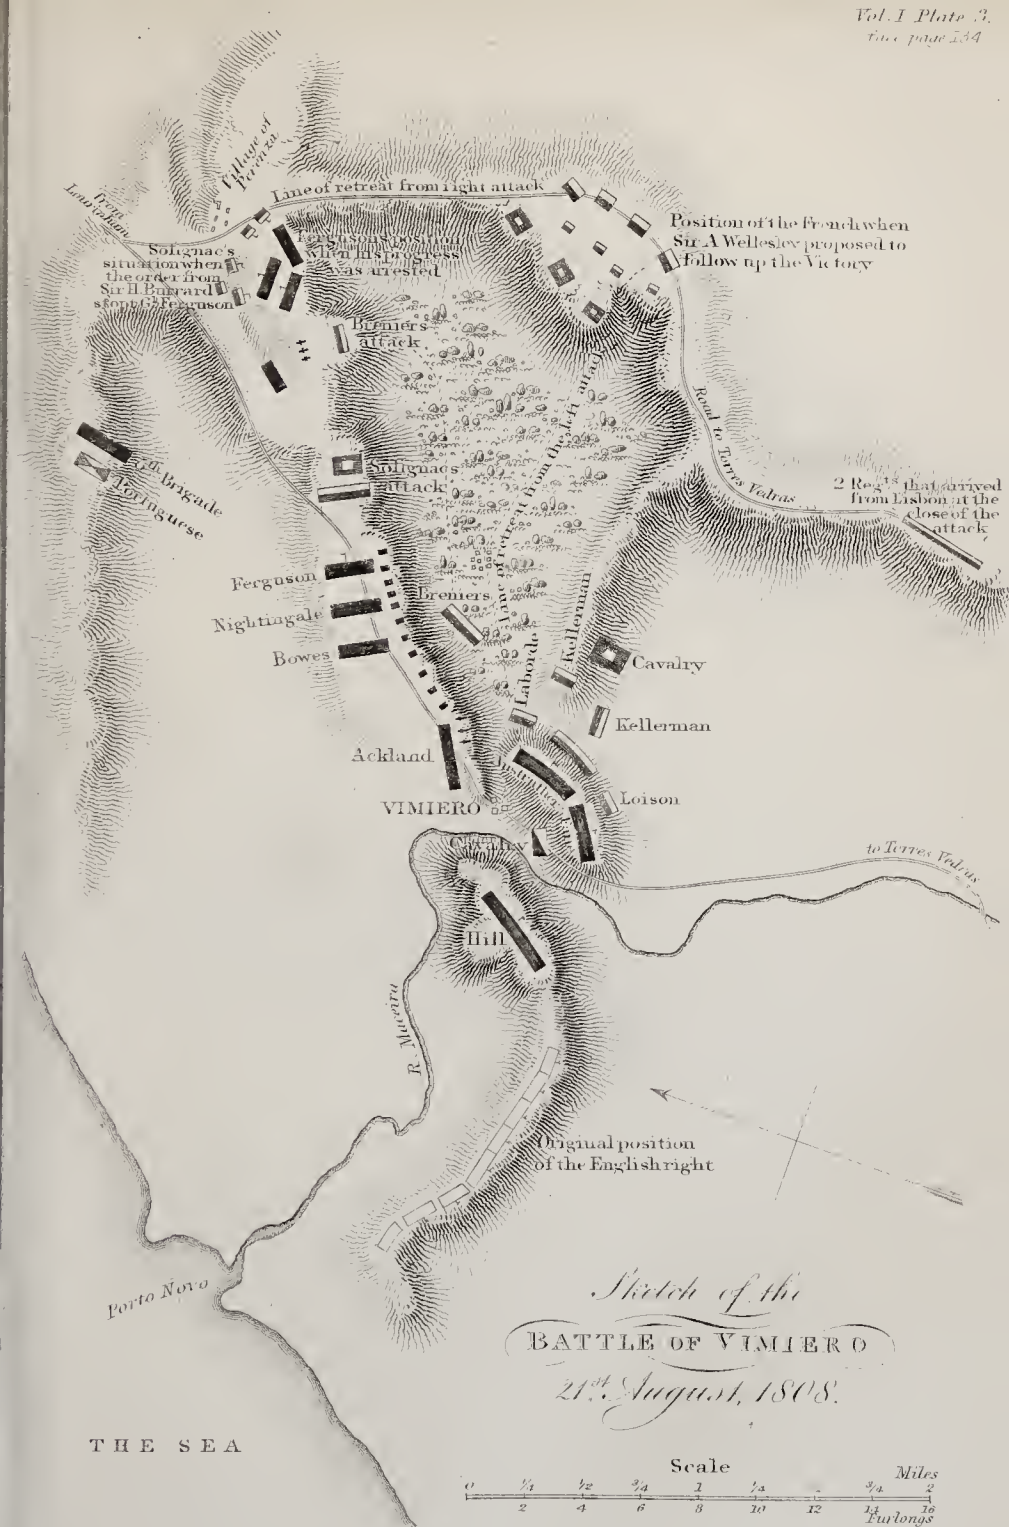 Vol. I Plate 3.
face page 134
Village of
Perenza
Line of retreat from right attack
from
Lourinham
Solignac's
situation when
the order from
Sir H. Burrard
stopt Gl. Ferguson
Ferguson's position
when his progress
was arrested
Position of the French when
Sir A Wellesley proposed to
follow up the Victory
Breniers
attack
Line of retreat from the left attack
Road to Torres Vedras
6th Brigade
Portuguese
Solignacs
attack
2 Regts. that arrived
from Lisbon at the
close of the
attack
Ferguson
Nightingale
Bowes
Breniers
Laborde
Kellerman
Cavalry
Kellerman
Ackland
Anstruther
Loison
VIMIERO
Cavalry
to Torres Vedras
Hill
R. Maceira
Original position
of the English right
Porto Novo
Sketch of the
BATTLE OF VIMIERO
21st. August, 1808.
THE SEA
Scale
Miles
0 1/4 1/2 3/4 1 1/4 - 3/4 2
2 4 6 8 10 12 14 16
Furlongs